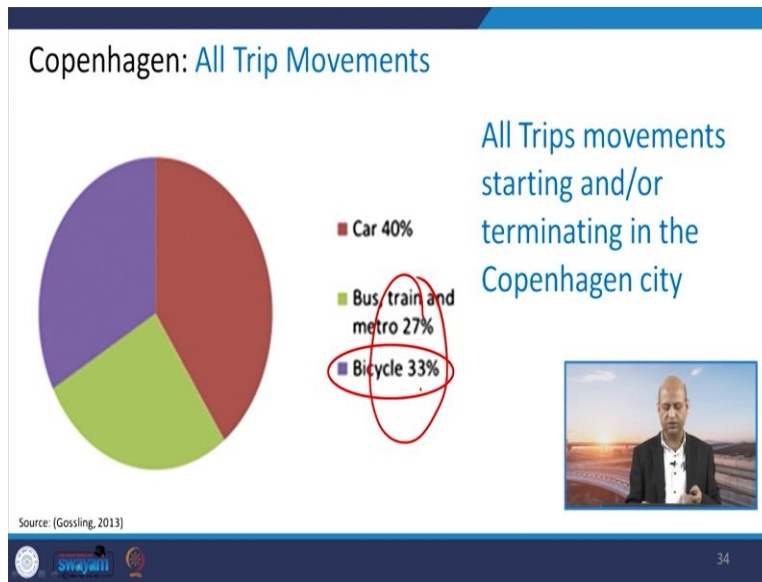 Copenhagen: All Trip Movements
All Trips movements
starting and/or
terminating in the
Copenhagen city
Car 40%
Bus, train and
metro 27%
Bicycle 33%
Source: (Gossling, 2013)
swayam
34